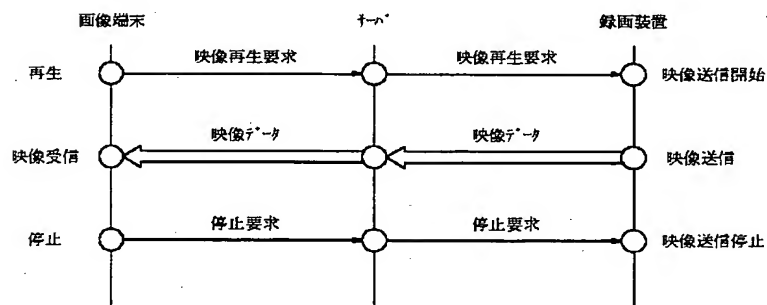 画像端末 ｻｰﾊﾞ 録画装置
映像再生要求 映像再生要求
再生 映像送信開始
映像ﾃﾞｰﾀ 映像ﾃﾞｰﾀ
映像受信 映像送信
停止要求 停止要求
停止 映像送信停止